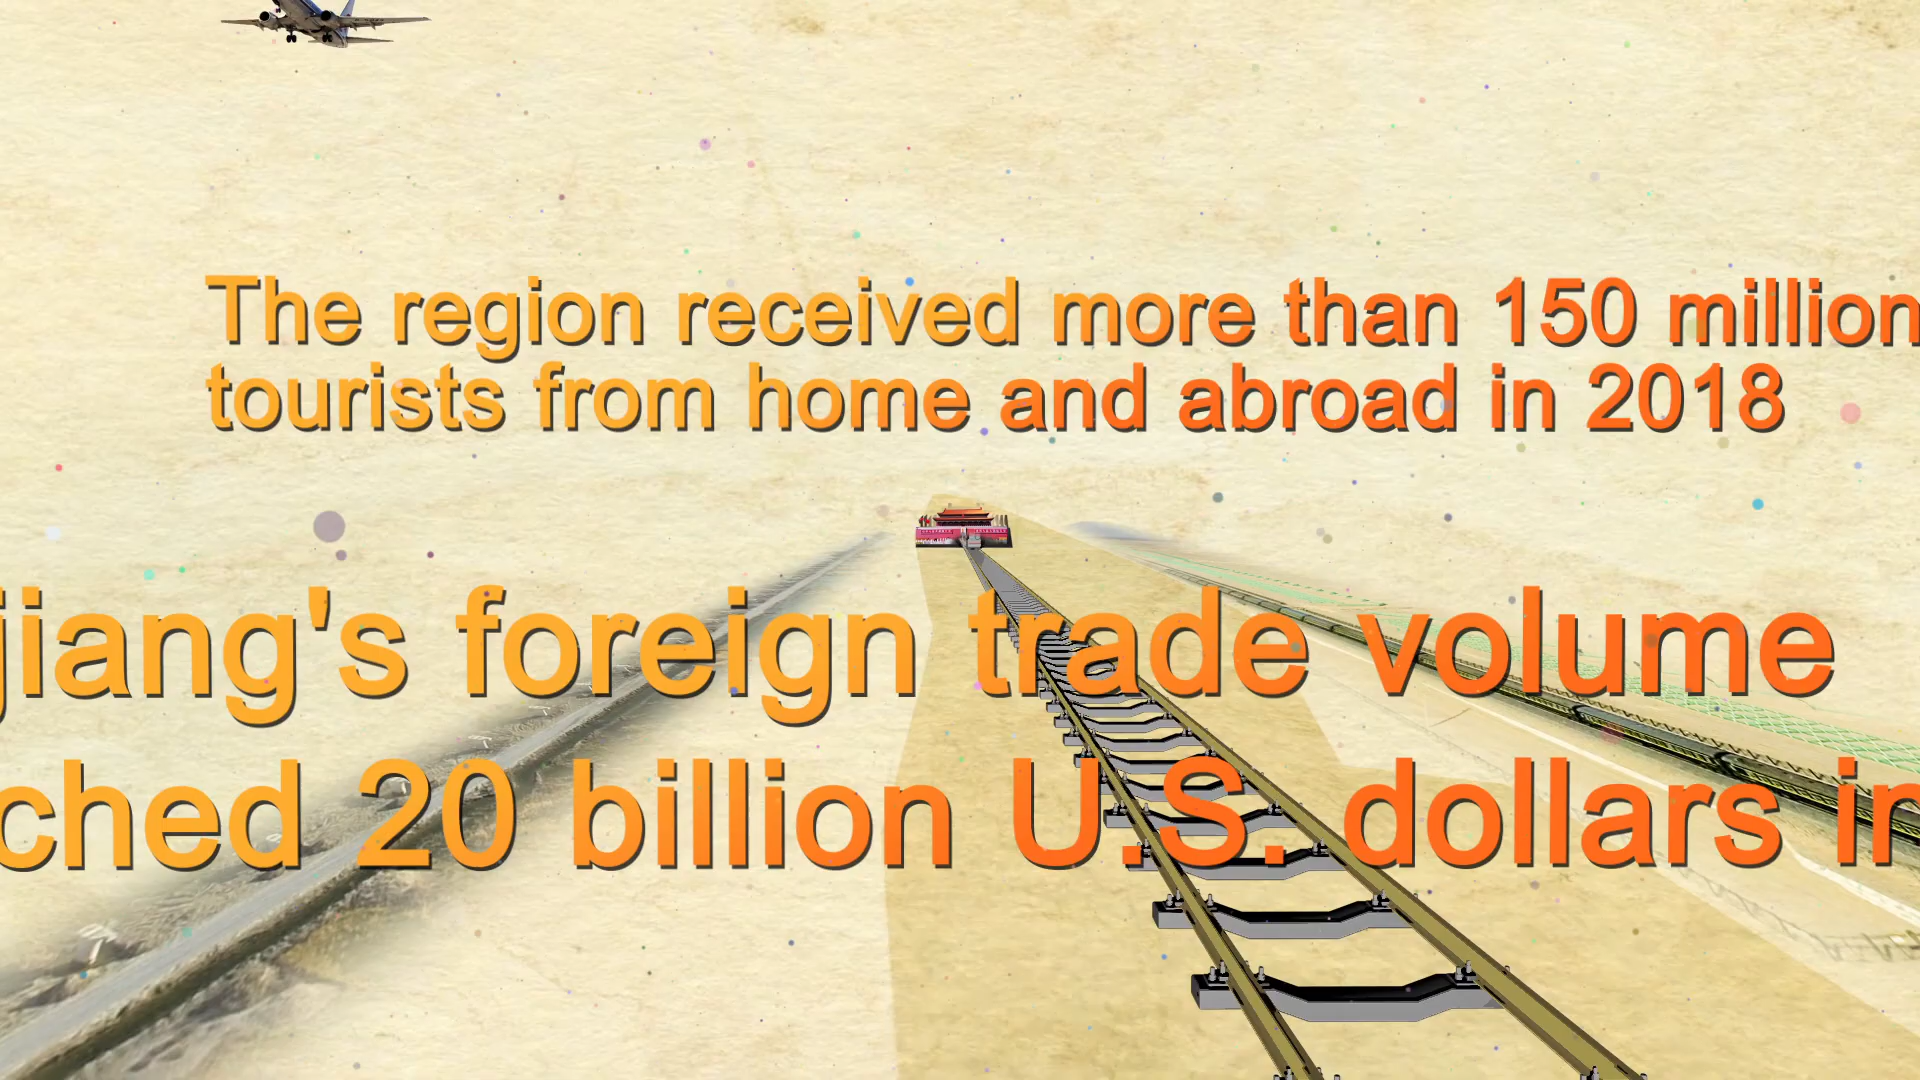 The region received more than 150 million
tourists from home and abroad in 2018
jiang's foreign trade volume
ched 20 billion U.S. dollars in